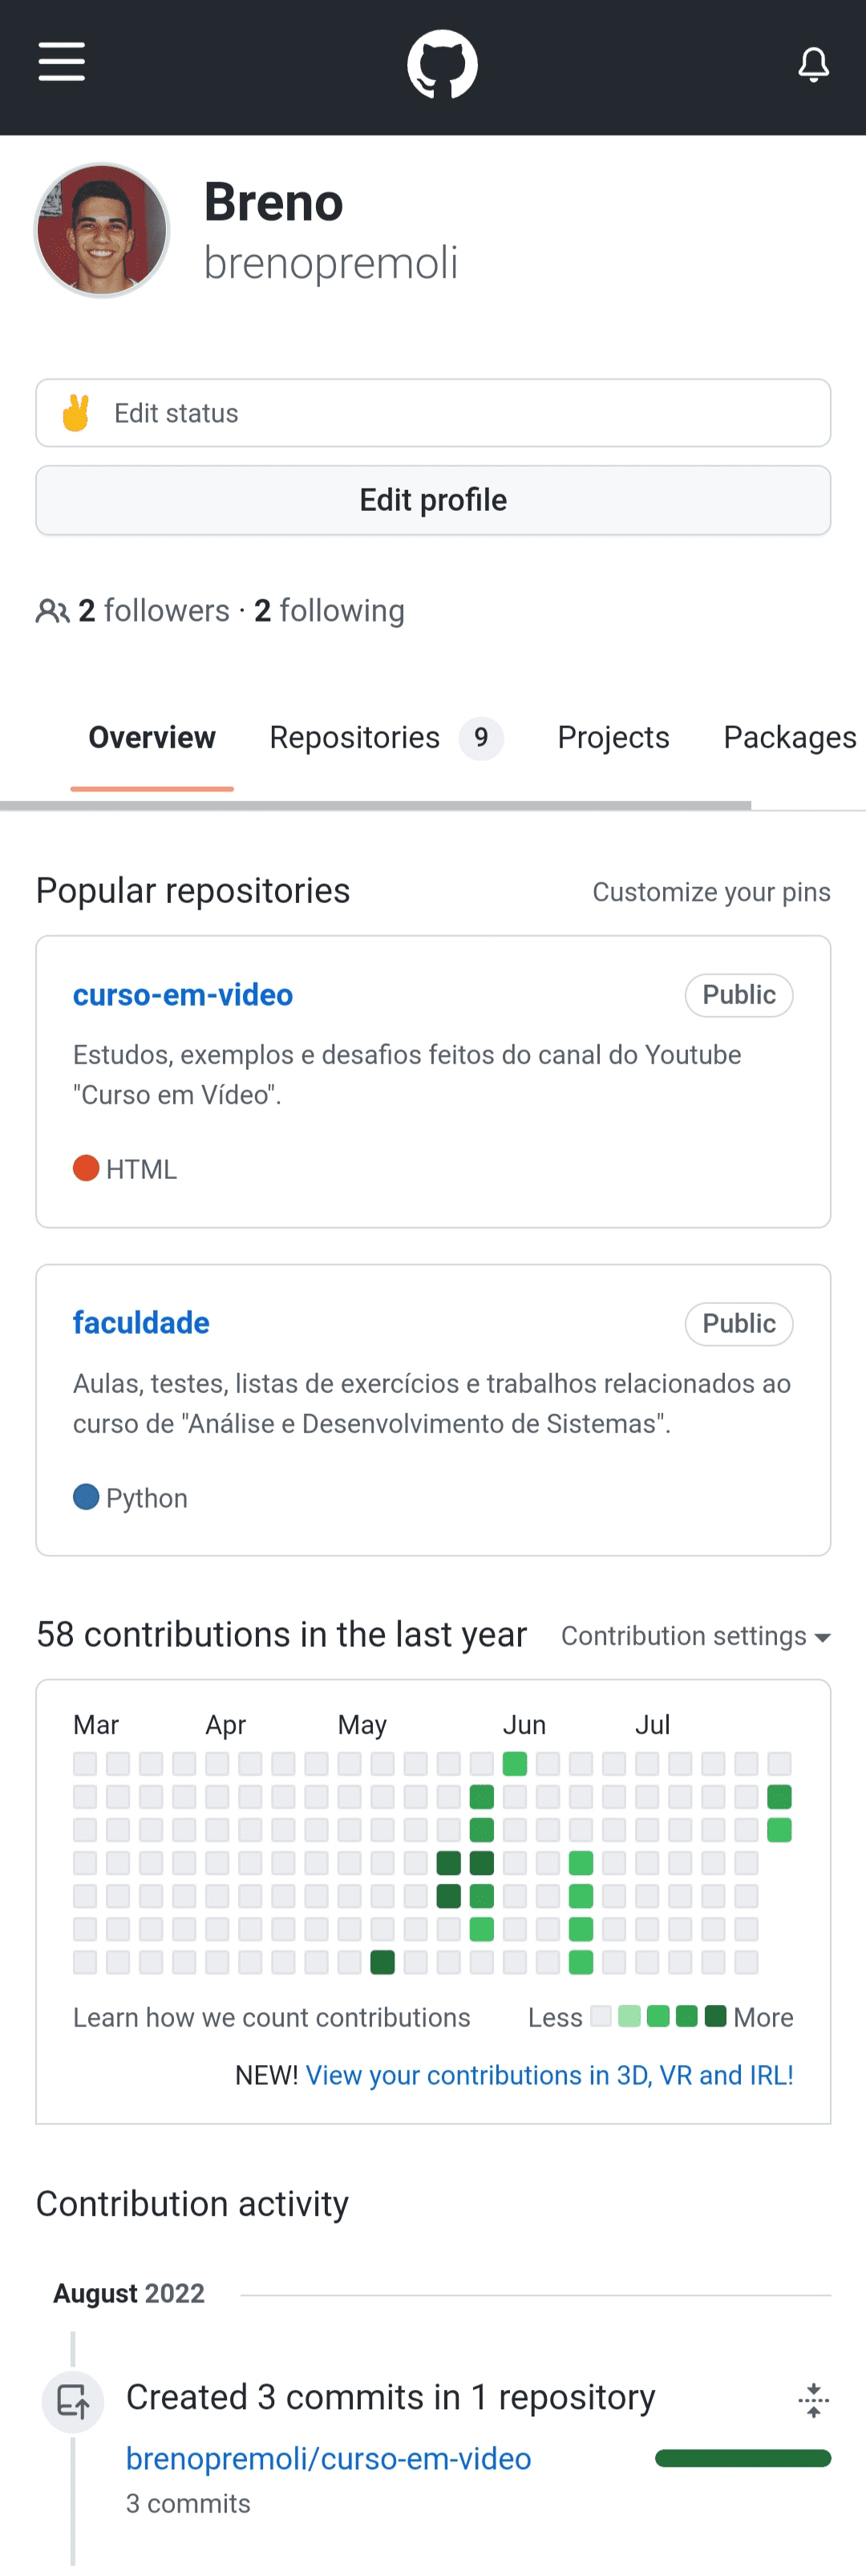 Breno
brenopremoli
✌️ Edit status
Edit profile
2 followers · 2 following
Overview Repositories 9 Projects Packages
Popular repositories Customize your pins
curso-em-video Public
Estudos, exemplos e desafios feitos do canal do Youtube
"Curso em Vídeo".
HTML
faculdade Public
Aulas, testes, listas de exercícios e trabalhos relacionados ao
curso de "Análise e Desenvolvimento de Sistemas".
Python
58 contributions in the last year Contribution settings
Mar Apr May Jun Jul
Learn how we count contributions Less More
NEW! View your contributions in 3D, VR and IRL!
Contribution activity
August 2022
Created 3 commits in 1 repository
brenopremoli/curso-em-video
3 commits